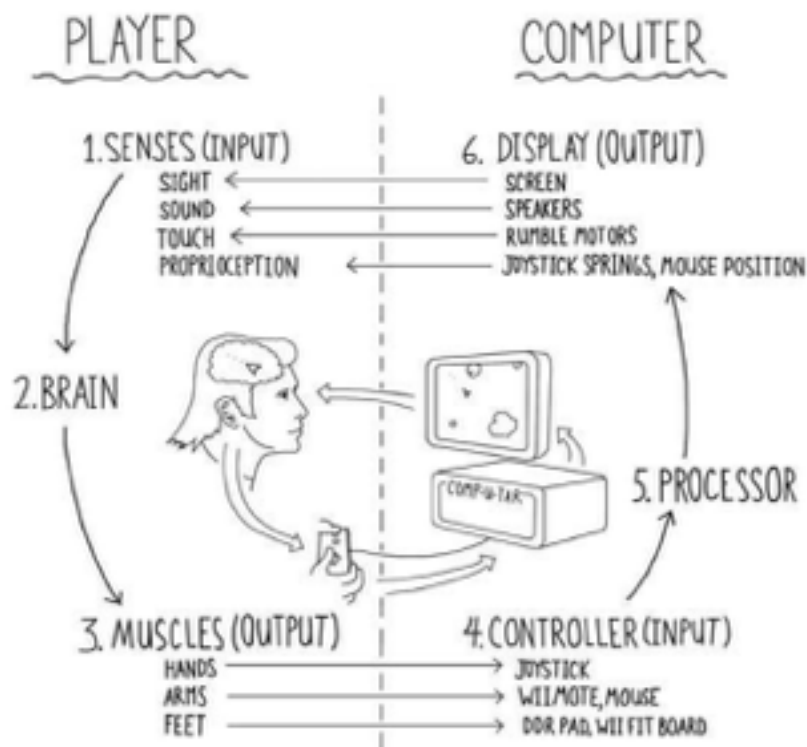 PLAYER
COMPUTER
1. SENSES (INPUT)
SIGHT
SOUND
TOUCH
PROPRIOCEPTION
6. DISPLAY (OUTPUT)
SCREEN
SPEAKERS
RUMBLE MOTORS
JOYSTICK SPRINGS, MOUSE POSITION
2. BRAIN
COMP-U-TAR
5. PROCESSOR
3. MUSCLES (OUTPUT)
HANDS
ARMS
FEET
4. CONTROLLER (INPUT)
JOYSTICK
WIIMOTE, MOUSE
DDR PAD, WII FIT BOARD